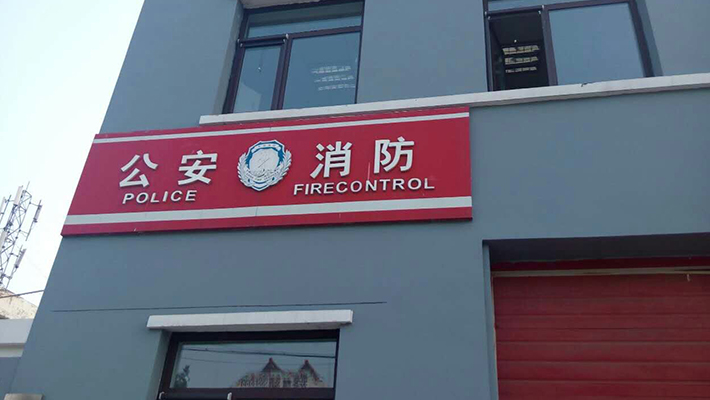 公安 消防
POLICE FIRECONTROL